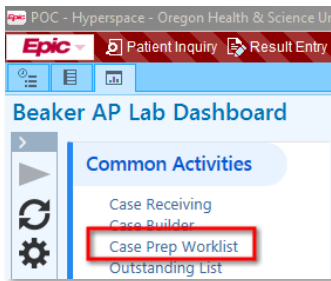 Epic POC - Hyperspace - Oregon Health & Science Un
Epic Patient Inquiry Result Entry
Beaker AP Lab Dashboard
Common Activities
Case Receiving
Case Builder
Case Prep Worklist
Outstanding List